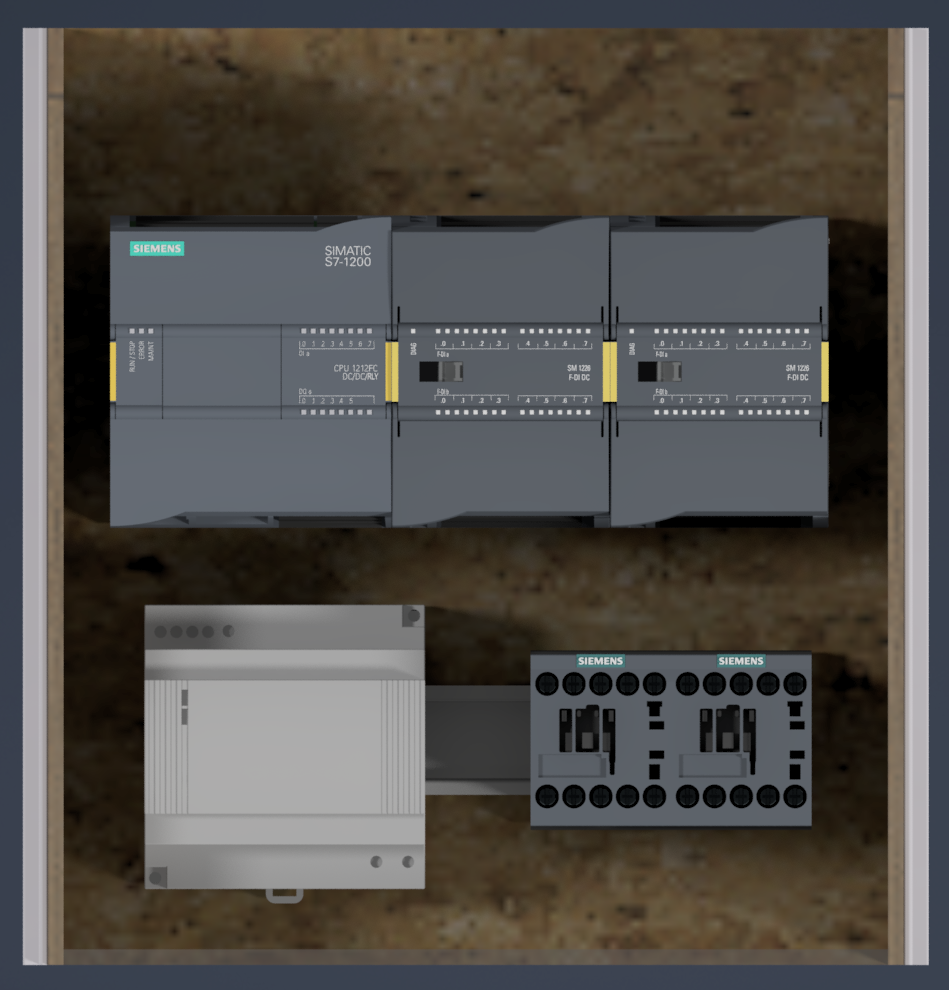 SIEMENS
SIMATIC
S7-1200
RUN / STOP
ERROR
MAINT
.0 1 2 3 4 5 6 7
DI a
CPU 1212FC
DC/DC/RLY
DQ a
.0 1 2 3 4 5
DIAG
.0 .1 .2 .3 .4 .5 .6 .7
F-DI a
SM 1226
F-DI DC
F-DI b
.0 .1 .2 .3 .4 .5 .6 .7
DIAG
.0 .1 .2 .3 .4 .5 .6 .7
F-DI a
SM 1226
F-DI DC
F-DI b
.0 .1 .2 .3 .4 .5 .6 .7
SIEMENS SIEMENS